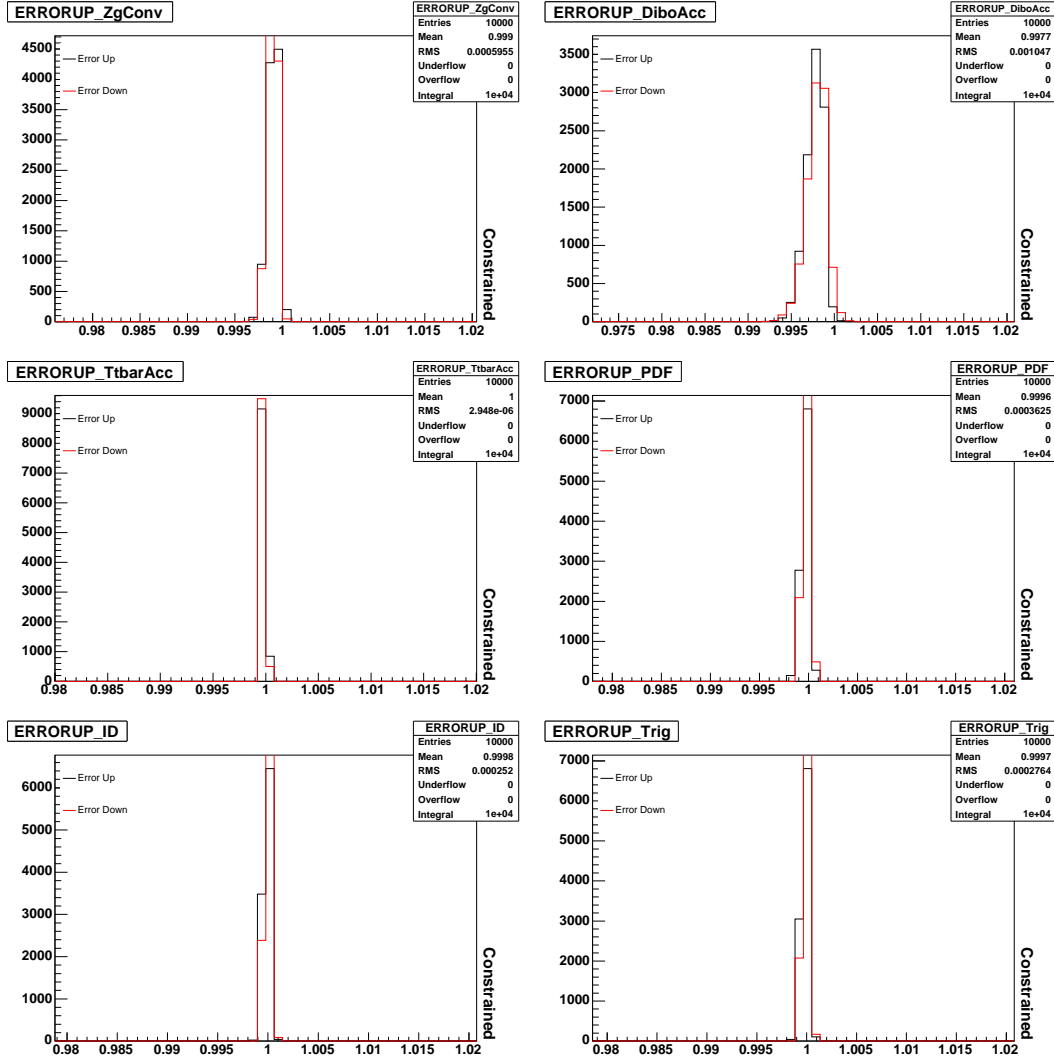 ERRORUP_ZgConv
ERRORUP_ZgConv
Entries 10000
Mean 0.999
RMS 0.0005955
Underflow 0
Overflow 0
Integral 1e+04
Error Up
Error Down
4500
4000
3500
3000
2500
2000
1500
1000
500
0
0.98 0.985 0.99 0.995 1 1.005 1.01 1.015 1.02
Constrained
ERRORUP_DiboAcc
ERRORUP_DiboAcc
Entries 10000
Mean 0.9977
RMS 0.001047
Underflow 0
Overflow 0
Integral 1e+04
Error Up
Error Down
3500
3000
2500
2000
1500
1000
500
0
0.975 0.98 0.985 0.99 0.995 1 1.005 1.01 1.015 1.02
Constrained
ERRORUP_TtbarAcc
ERRORUP_TtbarAcc
Entries 10000
Mean 1
RMS 2.948e-06
Underflow 0
Overflow 0
Integral 1e+04
Error Up
Error Down
9000
8000
7000
6000
5000
4000
3000
2000
1000
0
0.98 0.985 0.99 0.995 1 1.005 1.01 1.015 1.02
Constrained
ERRORUP_PDF
ERRORUP_PDF
Entries 10000
Mean 0.9996
RMS 0.0003625
Underflow 0
Overflow 0
Integral 1e+04
Error Up
Error Down
7000
6000
5000
4000
3000
2000
1000
0
0.98 0.985 0.99 0.995 1 1.005 1.01 1.015 1.02
Constrained
ERRORUP_ID
ERRORUP_ID
Entries 10000
Mean 0.9998
RMS 0.000252
Underflow 0
Overflow 0
Integral 1e+04
Error Up
Error Down
6000
5000
4000
3000
2000
1000
0
0.98 0.985 0.99 0.995 1 1.005 1.01 1.015 1.02
Constrained
ERRORUP_Trig
ERRORUP_Trig
Entries 10000
Mean 0.9997
RMS 0.0002764
Underflow 0
Overflow 0
Integral 1e+04
Error Up
Error Down
7000
6000
5000
4000
3000
2000
1000
0
0.98 0.985 0.99 0.995 1 1.005 1.01 1.015 1.02
Constrained